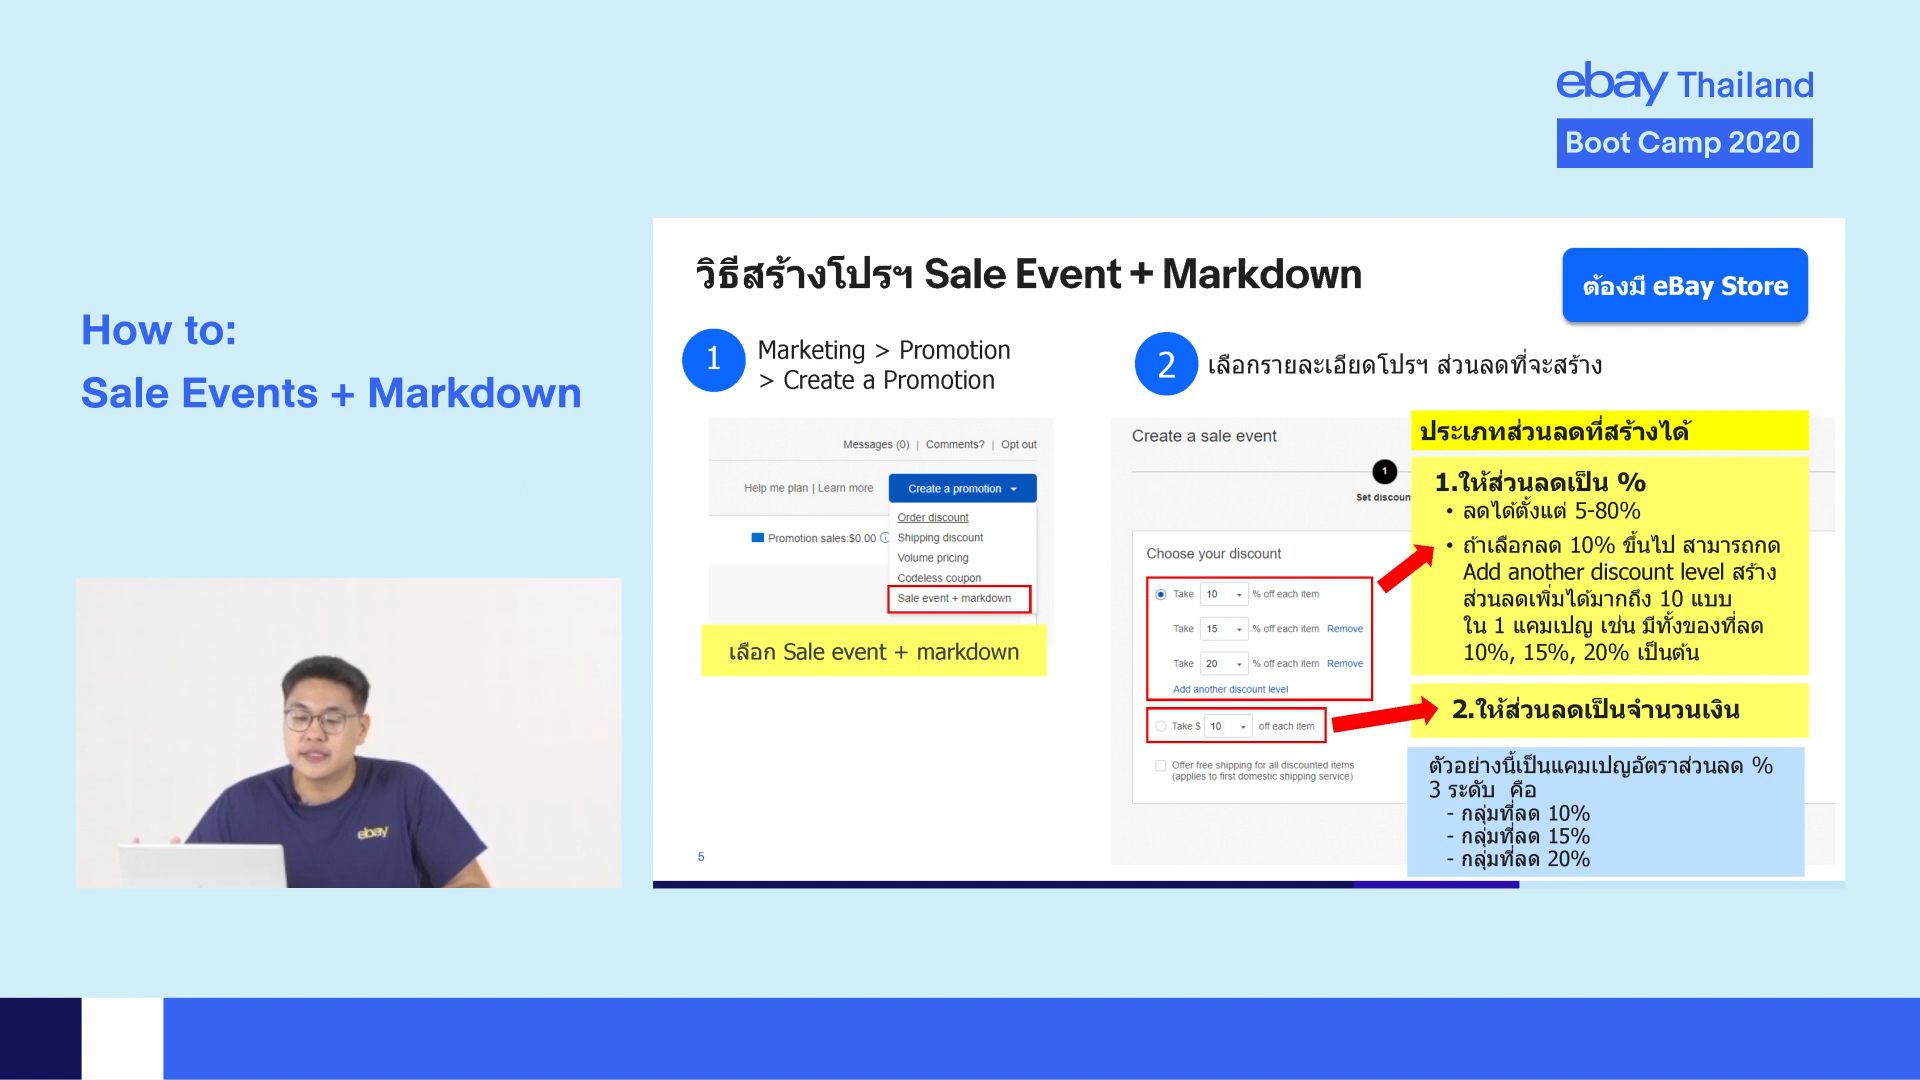 ebay Thailand
Boot Camp 2020
How to:
Sale Events + Markdown
วิธีสร้างโปรฯ Sale Event + Markdown
ต้องมี eBay Store
1
Marketing > Promotion
> Create a Promotion
2
เลือกรายละเอียดโปรฯ ส่วนลดที่จะสร้าง
Messages (0) | Comments? | Opt out
Help me plan | Learn more
Create a promotion
Promotion sales:$0.00
Order discount
Shipping discount
Volume pricing
Codeless coupon
Sale event + markdown
เลือก Sale event + markdown
Create a sale event
1
Set discoun
Choose your discount
Take 10 % off each item
Take 15 % off each item Remove
Take 20 % off each item Remove
Add another discount level
Take $ 10 off each item
Offer free shipping for all discounted items
(applies to first domestic shipping service)
ประเภทส่วนลดที่สร้างได้
1.ให้ส่วนลดเป็น %
• ลดได้ตั้งแต่ 5-80%
• ถ้าเลือกลด 10% ขึ้นไป สามารถกด
Add another discount level สร้าง
ส่วนลดเพิ่มได้มากถึง 10 แบบ
ใน 1 แคมเปญ เช่น มีทั้งของที่ลด
10%, 15%, 20% เป็นต้น
2.ให้ส่วนลดเป็นจำนวนเงิน
ตัวอย่างนี้เป็นแคมเปญอัตราส่วนลด %
3 ระดับ คือ
- กลุ่มที่ลด 10%
- กลุ่มที่ลด 15%
- กลุ่มที่ลด 20%
5
ebay